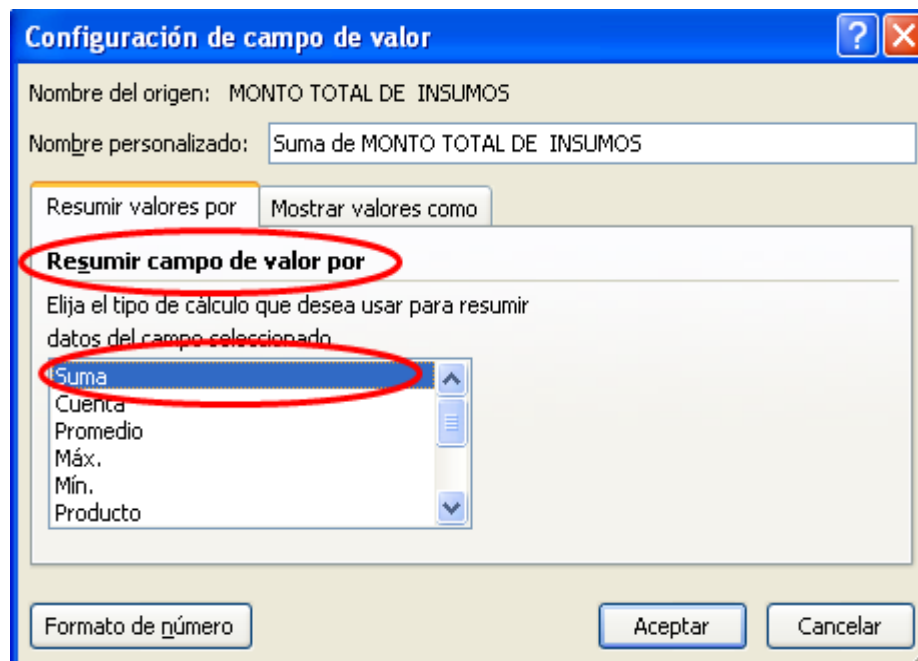 Configuración de campo de valor
Nombre del origen: MONTO TOTAL DE INSUMOS
Nombre personalizado: Suma de MONTO TOTAL DE INSUMOS
Resumir valores por Mostrar valores como
Resumir campo de valor por
Elija el tipo de cálculo que desea usar para resumir
datos del campo seleccionado
Suma
Cuenta
Promedio
Máx.
Mín.
Producto
Formato de número Aceptar Cancelar